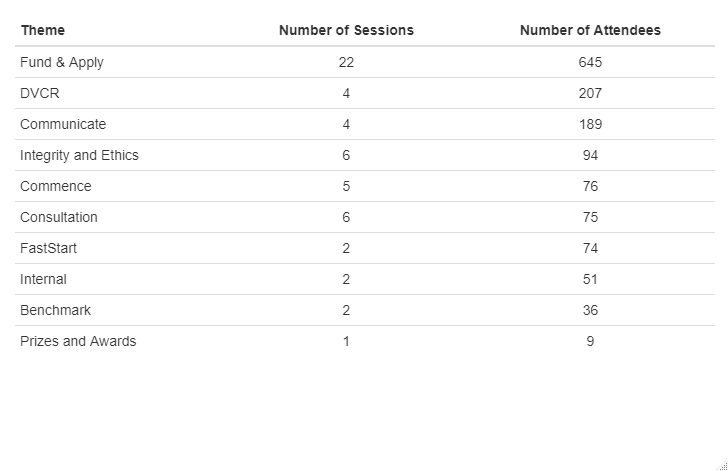 Theme Number of Sessions Number of Attendees
Fund & Apply 22 645
DVCR 4 207
Communicate 4 189
Integrity and Ethics 6 94
Commence 5 76
Consultation 6 75
FastStart 2 74
Internal 2 51
Benchmark 2 36
Prizes and Awards 1 9